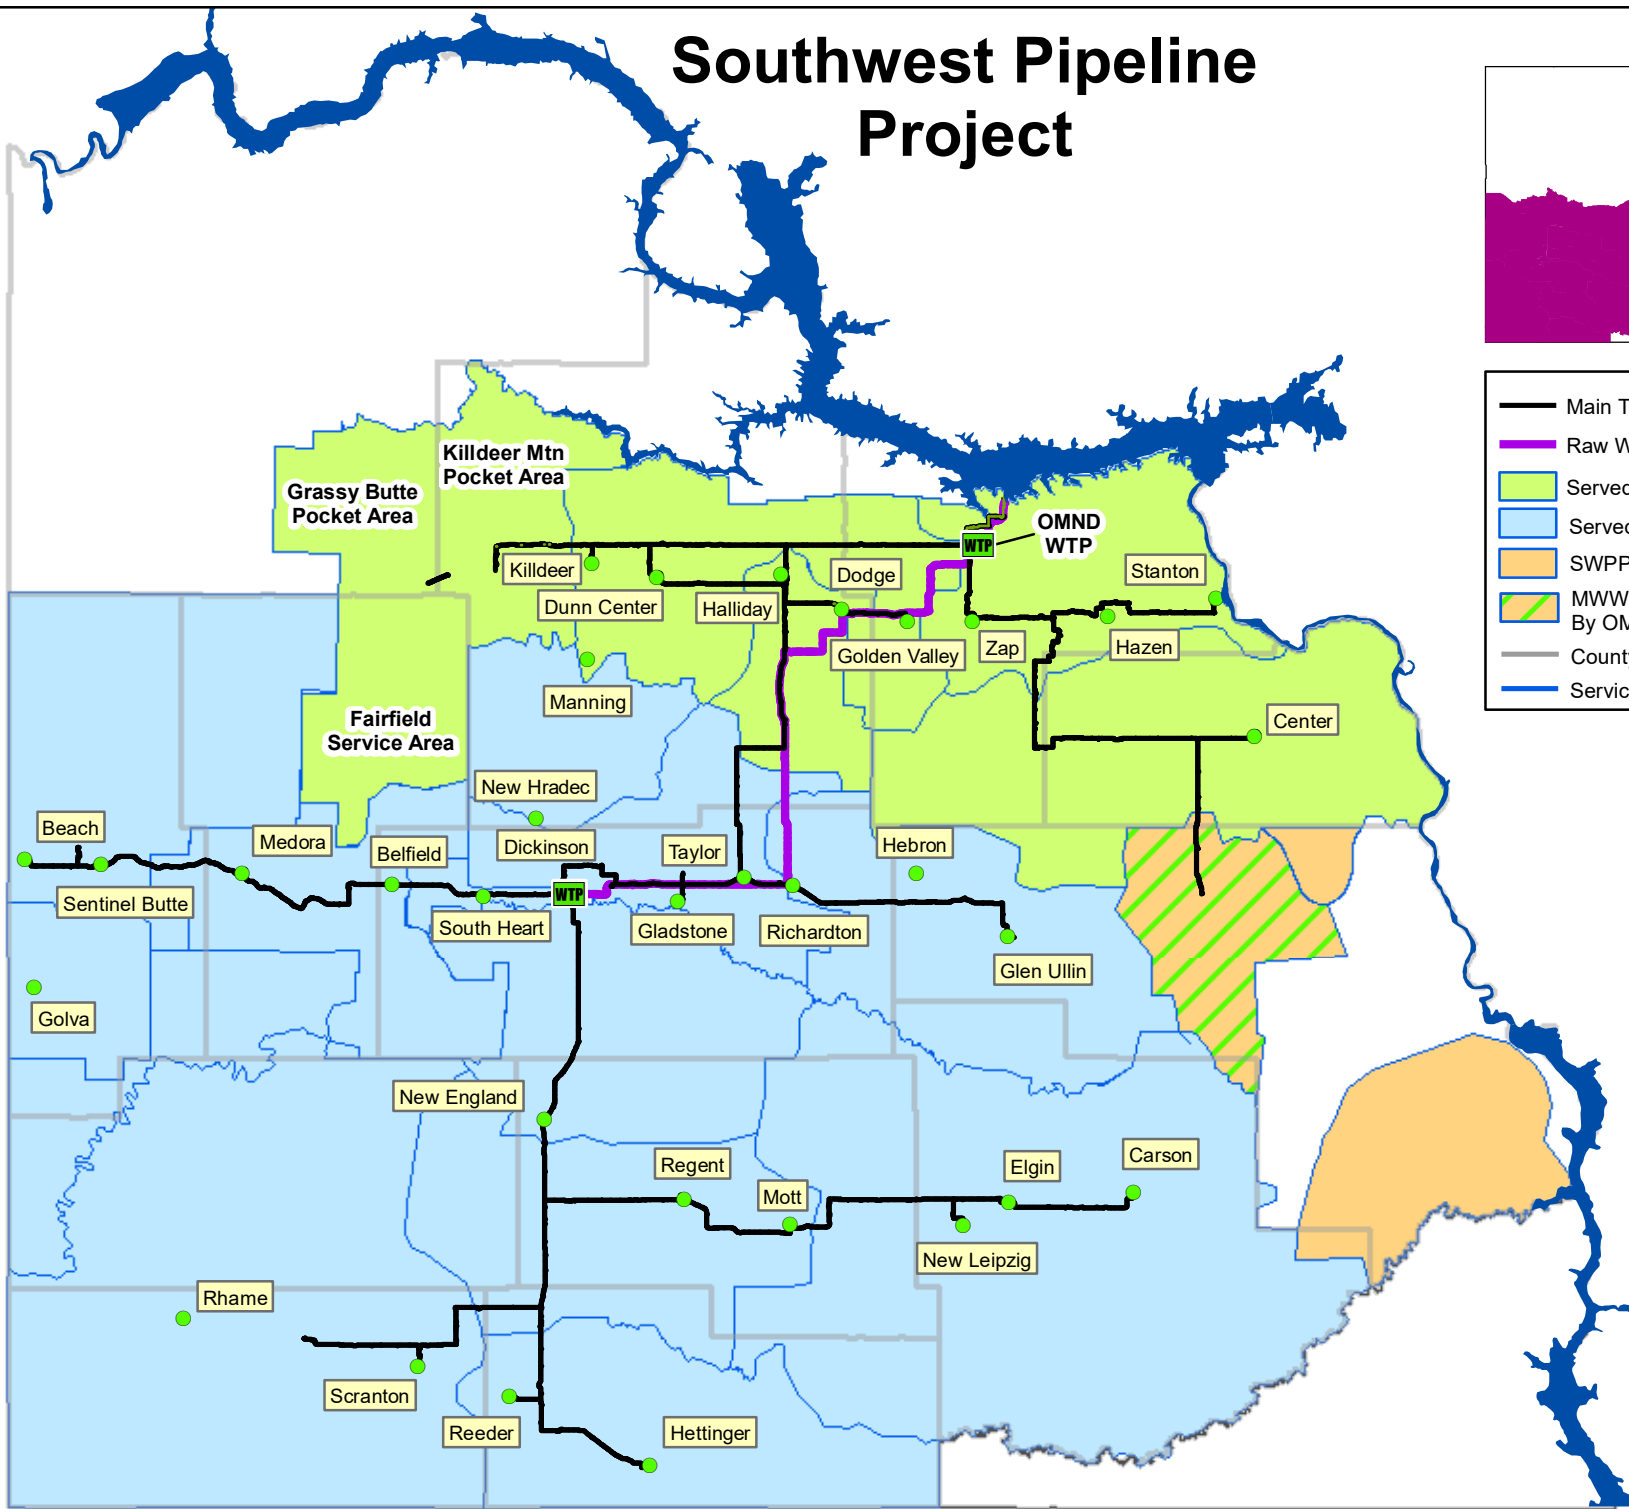 Southwest Pipeline
Project
Main T
Raw W
Served
Served
SWPP
MWW
By OM
County
Servic
Killdeer Mtn
Pocket Area
Grassy Butte
Pocket Area
OMND
WTP
WTP
Killdeer
Dodge
Stanton
Dunn Center
Halliday
Golden Valley
Zap
Hazen
Manning
Fairfield
Service Area
Center
New Hradec
Beach
Medora
Belfield
Dickinson
Taylor
Hebron
WTP
Sentinel Butte
South Heart
Gladstone
Richardton
Glen Ullin
Golva
New England
Regent
Mott
Elgin
Carson
New Leipzig
Rhame
Scranton
Reeder
Hettinger